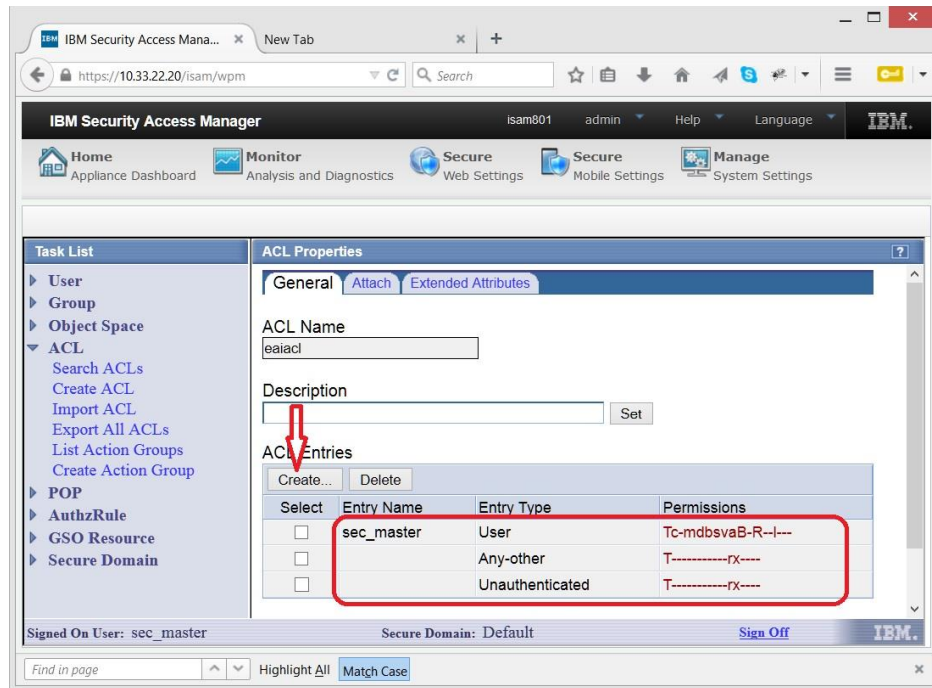 IBM IBM Security Access Mana... × New Tab × +
https://10.33.22.20/isam/wpm Search
IBM Security Access Manager isam801 admin Help Language IBM.
Home Monitor Secure Secure Manage
Appliance Dashboard Analysis and Diagnostics Web Settings Mobile Settings System Settings
Task List ACL Properties ?
User General Attach Extended Attributes
Group
Object Space ACL Name
ACL eaiacl
Search ACLs
Create ACL Description
Import ACL Set
Export All ACLs
List Action Groups ACL Entries
Create Action Group Create... Delete
POP Select Entry Name Entry Type Permissions
AuthzRule sec_master User Tc-mdbsvaB-R--l---
GSO Resource Any-other T-----------rx----
Secure Domain Unauthenticated T-----------rx----
Signed On User: sec_master Secure Domain: Default Sign Off IBM.
Find in page Highlight All Match Case ×